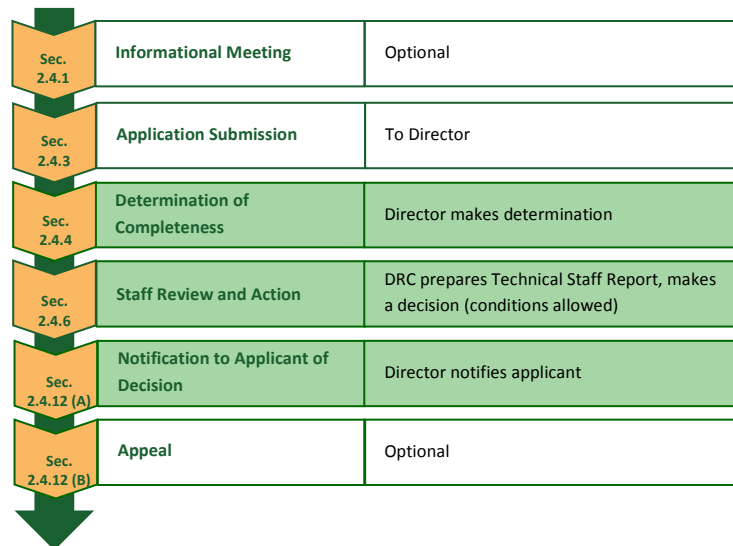 Sec.
2.4.1
Informational Meeting
Optional
Sec.
2.4.3
Application Submission
To Director
Sec.
2.4.4
Determination of
Completeness
Director makes determination
Sec.
2.4.6
Staff Review and Action
DRC prepares Technical Staff Report, makes
a decision (conditions allowed)
Sec.
2.4.12 (A)
Notification to Applicant of
Decision
Director notifies applicant
Sec.
2.4.12 (B)
Appeal
Optional